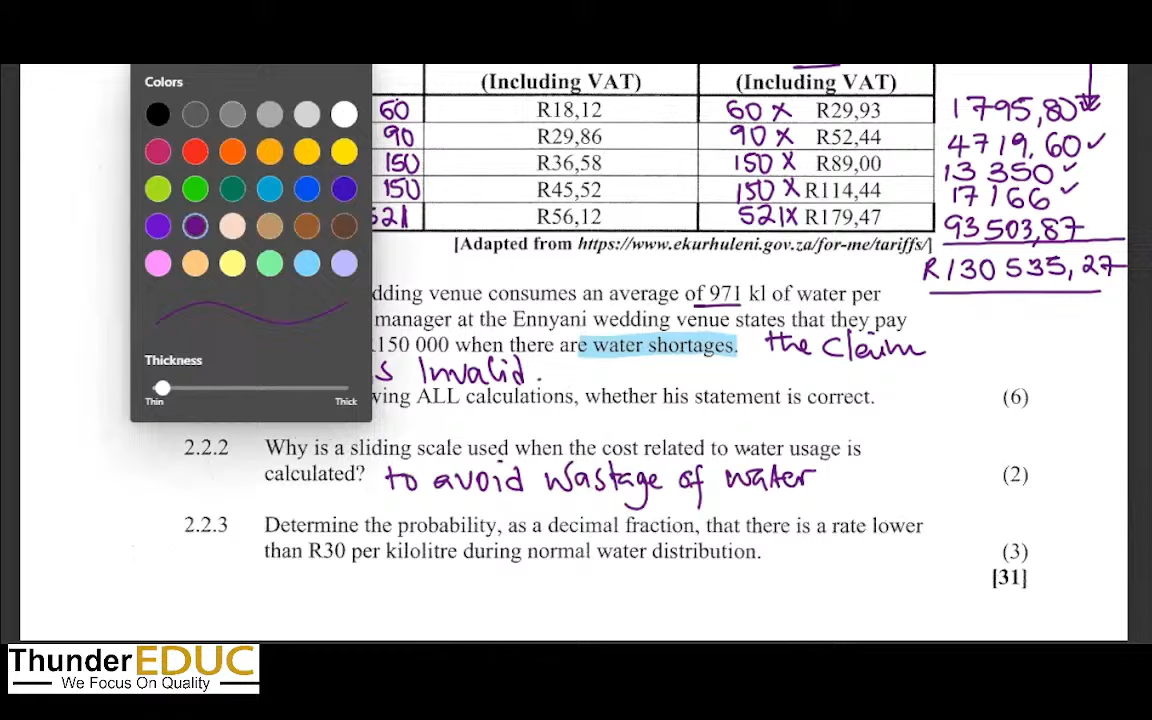 Colors
(Including VAT) (Including VAT)
60 R18,12 60 x R29,93 1795,80
90 R29,86 90 x R52,44 4719,60 ✓
150 R36,58 150 x R89,00 13 350 ✓
150 R45,52 150 x R114,44 17166 ✓
521 R56,12 521x R179,47 93503,87
[Adapted from https://www.ekurhuleni.gov.za/for-me/tariffs/]
R130 535,27
dding venue consumes an average of 971 kl of water per
manager at the Ennyani wedding venue states that they pay
150 000 when there are water shortages. the claim
s Invalid.
ving ALL calculations, whether his statement is correct. (6)
Thickness
Thin Thick
2.2.2 Why is a sliding scale used when the cost related to water usage is
calculated? to avoid wastage of water (2)
2.2.3 Determine the probability, as a decimal fraction, that there is a rate lower
than R30 per kilolitre during normal water distribution. (3)
[31]
ThunderEDUC
We Focus On Quality